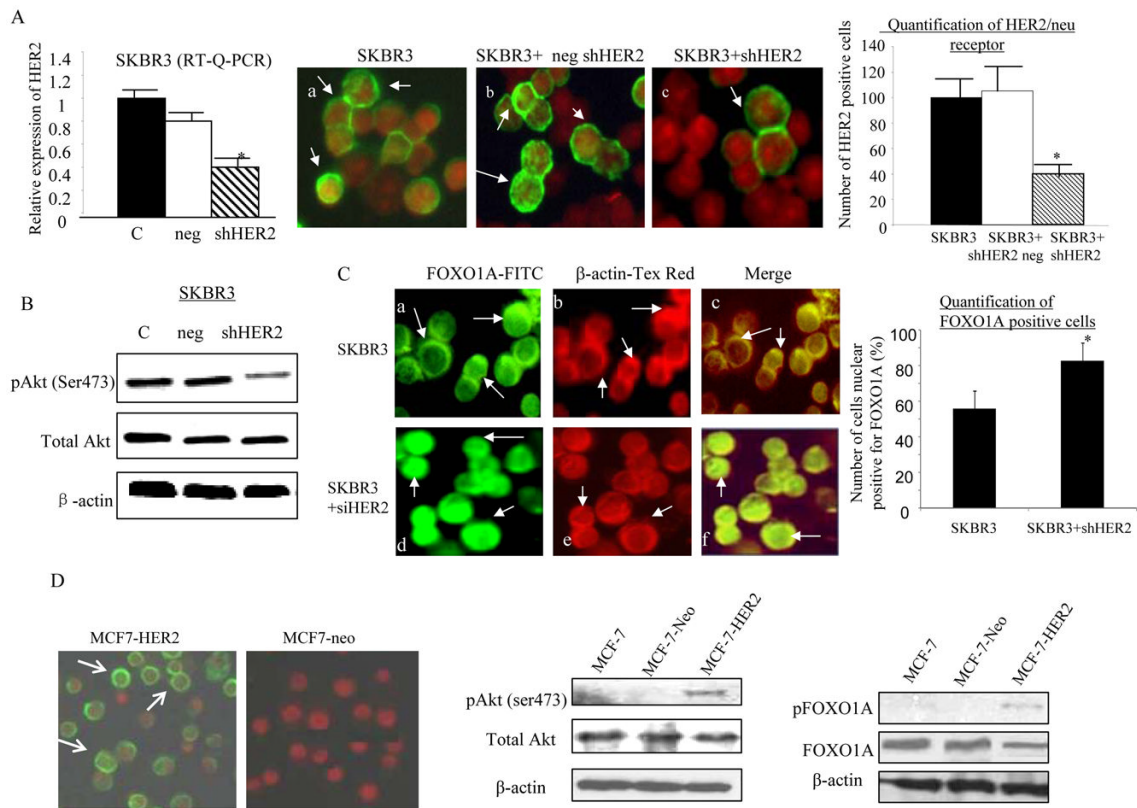 A
SKBR3 (RT-Q-PCR)
Relative expression of HER2
1.4
1.2
1
0.8
0.6
0.4
0.2
0
*
C neg shHER2
SKBR3 SKBR3+ neg shHER2 SKBR3+shHER2
a b c
Quantification of HER2/neu
receptor
Number of HER2 positive cells
140
120
100
80
60
40
20
0
*
SKBR3 SKBR3+ SKBR3+
shHER2 neg shHER2
B
SKBR3
C neg shHER2
pAkt (Ser473)
Total Akt
β-actin
C
FOXO1A-FITC β-actin-Tex Red Merge
SKBR3
a b c
SKBR3
+siHER2
d e f
Quantification of
FOXO1A positive cells
Number of cells nuclear
positive for FOXO1A (%)
100
80
60
40
20
0
*
SKBR3 SKBR3+shHER2
D
MCF7-HER2 MCF7-neo
MCF-7 MCF-7-Neo MCF-7-HER2
pAkt (ser473)
Total Akt
β-actin
MCF-7 MCF-7-Neo MCF-7-HER2
pFOXO1A
FOXO1A
β-actin